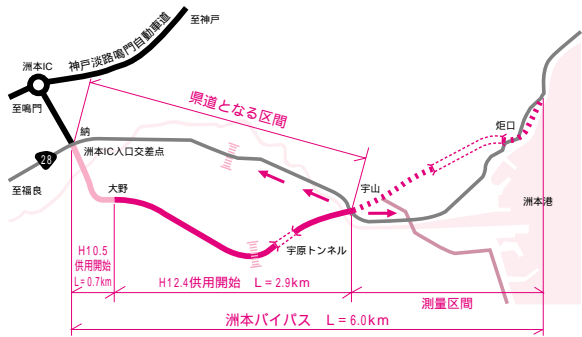 至神戸
神戸淡路鳴門自動車道
洲本IC
至鳴門
県道となる区間
炬口
納
洲本IC入口交差点
28
宇山
至福良
大野
洲本港
宇原トンネル
H10.5
供用開始
L=0.7km
H12.4供用開始 L=2.9km
測量区間
洲本バイパス L=6.0km